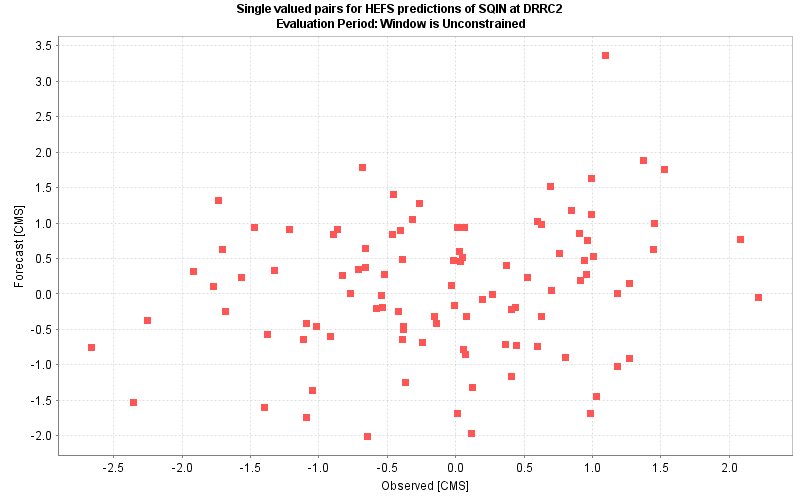 Single valued pairs for HEFS predictions of SQIN at DRRC2
Evaluation Period: Window is Unconstrained
3.5
3.0
2.5
2.0
1.5
1.0
0.5
0.0
-0.5
-1.0
-1.5
-2.0
Forecast [CMS]
-2.5 -2.0 -1.5 -1.0 -0.5 0.0 0.5 1.0 1.5 2.0
Observed [CMS]